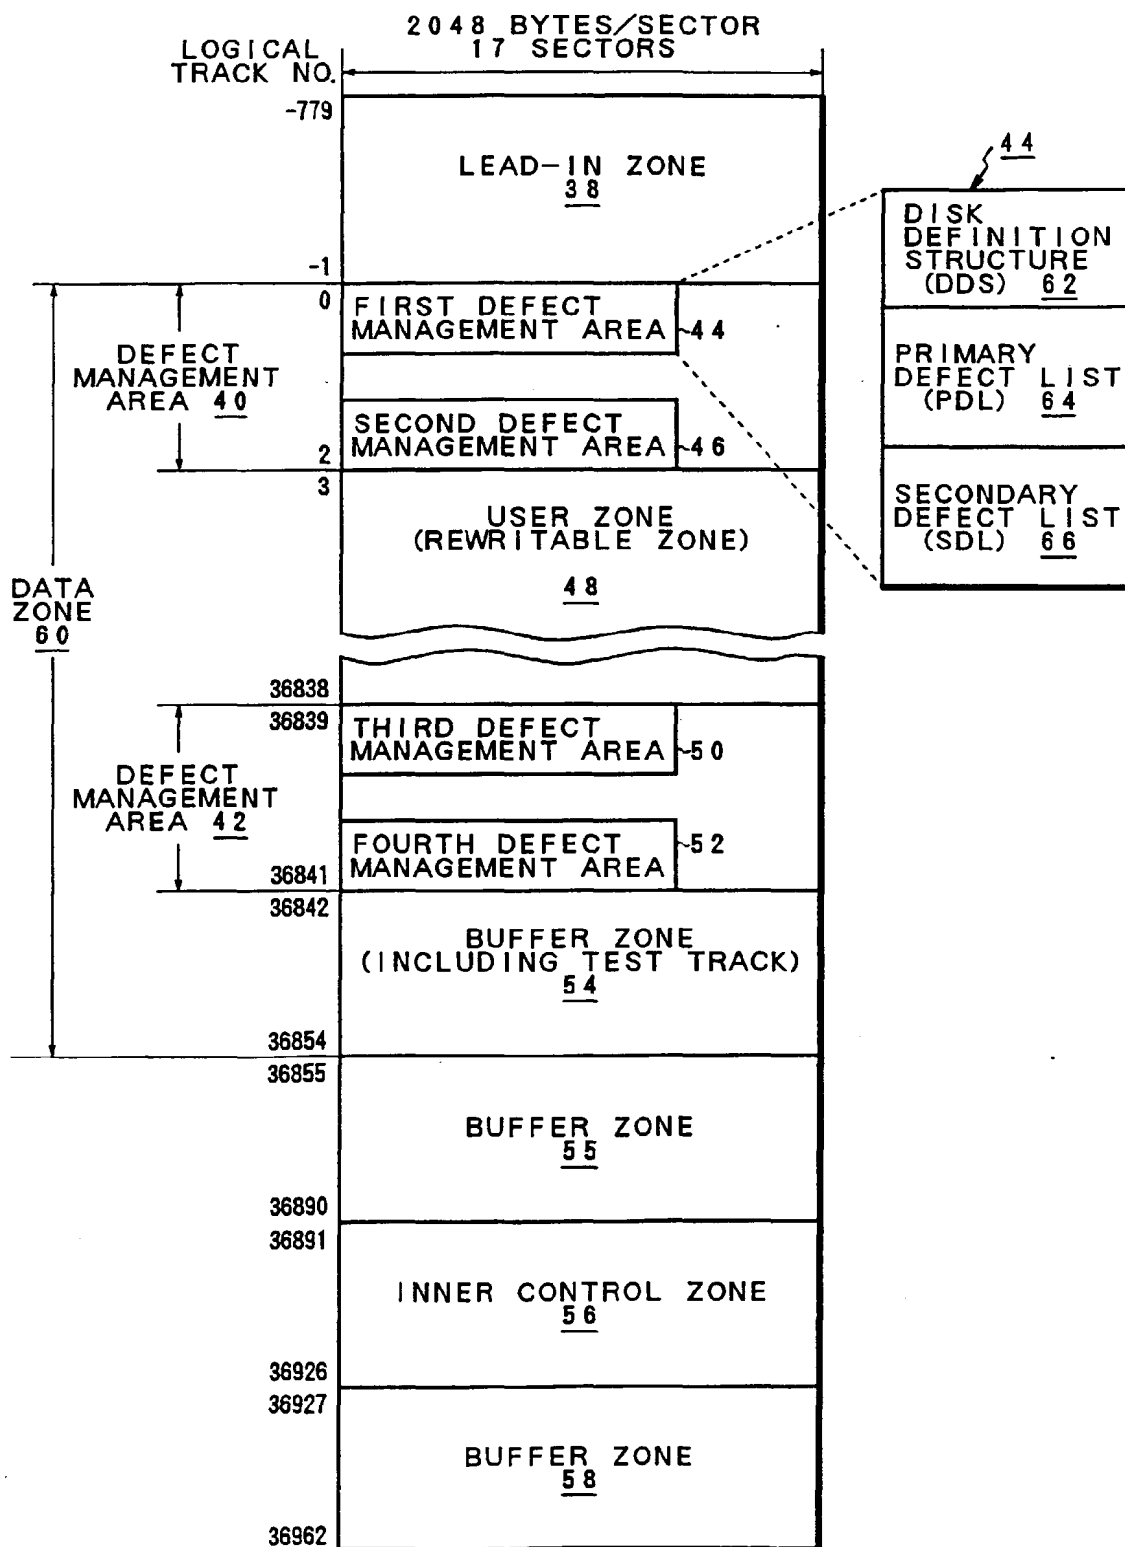 2048 BYTES/SECTOR
17 SECTORS
LOGICAL
TRACK NO.
-779
LEAD-IN ZONE
38
-1
44
DISK
DEFINITION
STRUCTURE
(DDS) 62
PRIMARY
DEFECT LIST
(PDL) 64
SECONDARY
DEFECT LIST
(SDL) 66
0
FIRST DEFECT
MANAGEMENT AREA
44
DEFECT
MANAGEMENT
AREA 40
SECOND DEFECT
MANAGEMENT AREA
46
2
3
USER ZONE
(REWRITABLE ZONE)
48
DATA
ZONE
60
36838
36839
THIRD DEFECT
MANAGEMENT AREA
50
DEFECT
MANAGEMENT
AREA 42
FOURTH DEFECT
MANAGEMENT AREA
52
36841
36842
BUFFER ZONE
(INCLUDING TEST TRACK)
54
36854
36855
BUFFER ZONE
55
36890
36891
INNER CONTROL ZONE
56
36926
36927
BUFFER ZONE
58
36962